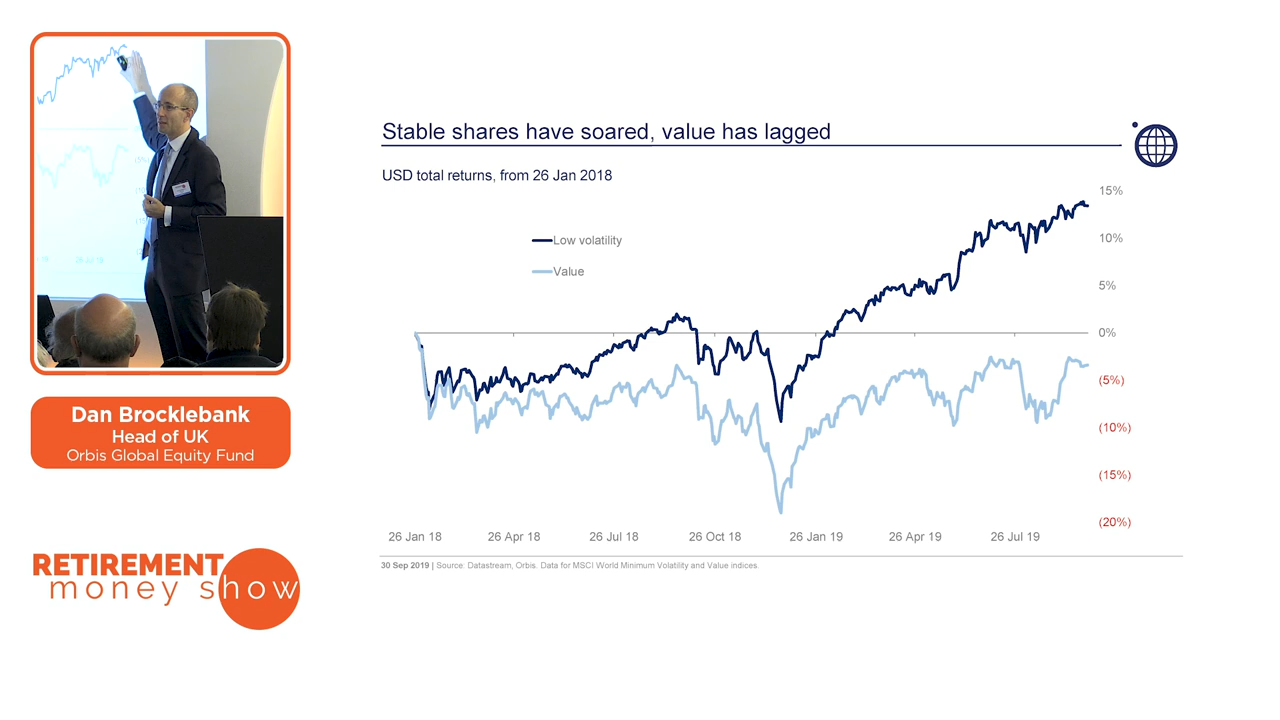 Stable shares have soared, value has lagged
USD total returns, from 26 Jan 2018
Low volatility
Value
15%
10%
5%
0%
(5%)
(10%)
(15%)
(20%)
26 Jan 18
26 Apr 18
26 Jul 18
26 Oct 18
26 Jan 19
26 Apr 19
26 Jul 19
30 Sep 2019 | Source: Datastream, Orbis. Data for MSCI World Minimum Volatility and Value indices.
Dan Brocklebank
Head of UK
Orbis Global Equity Fund
RETIREMENT
money show